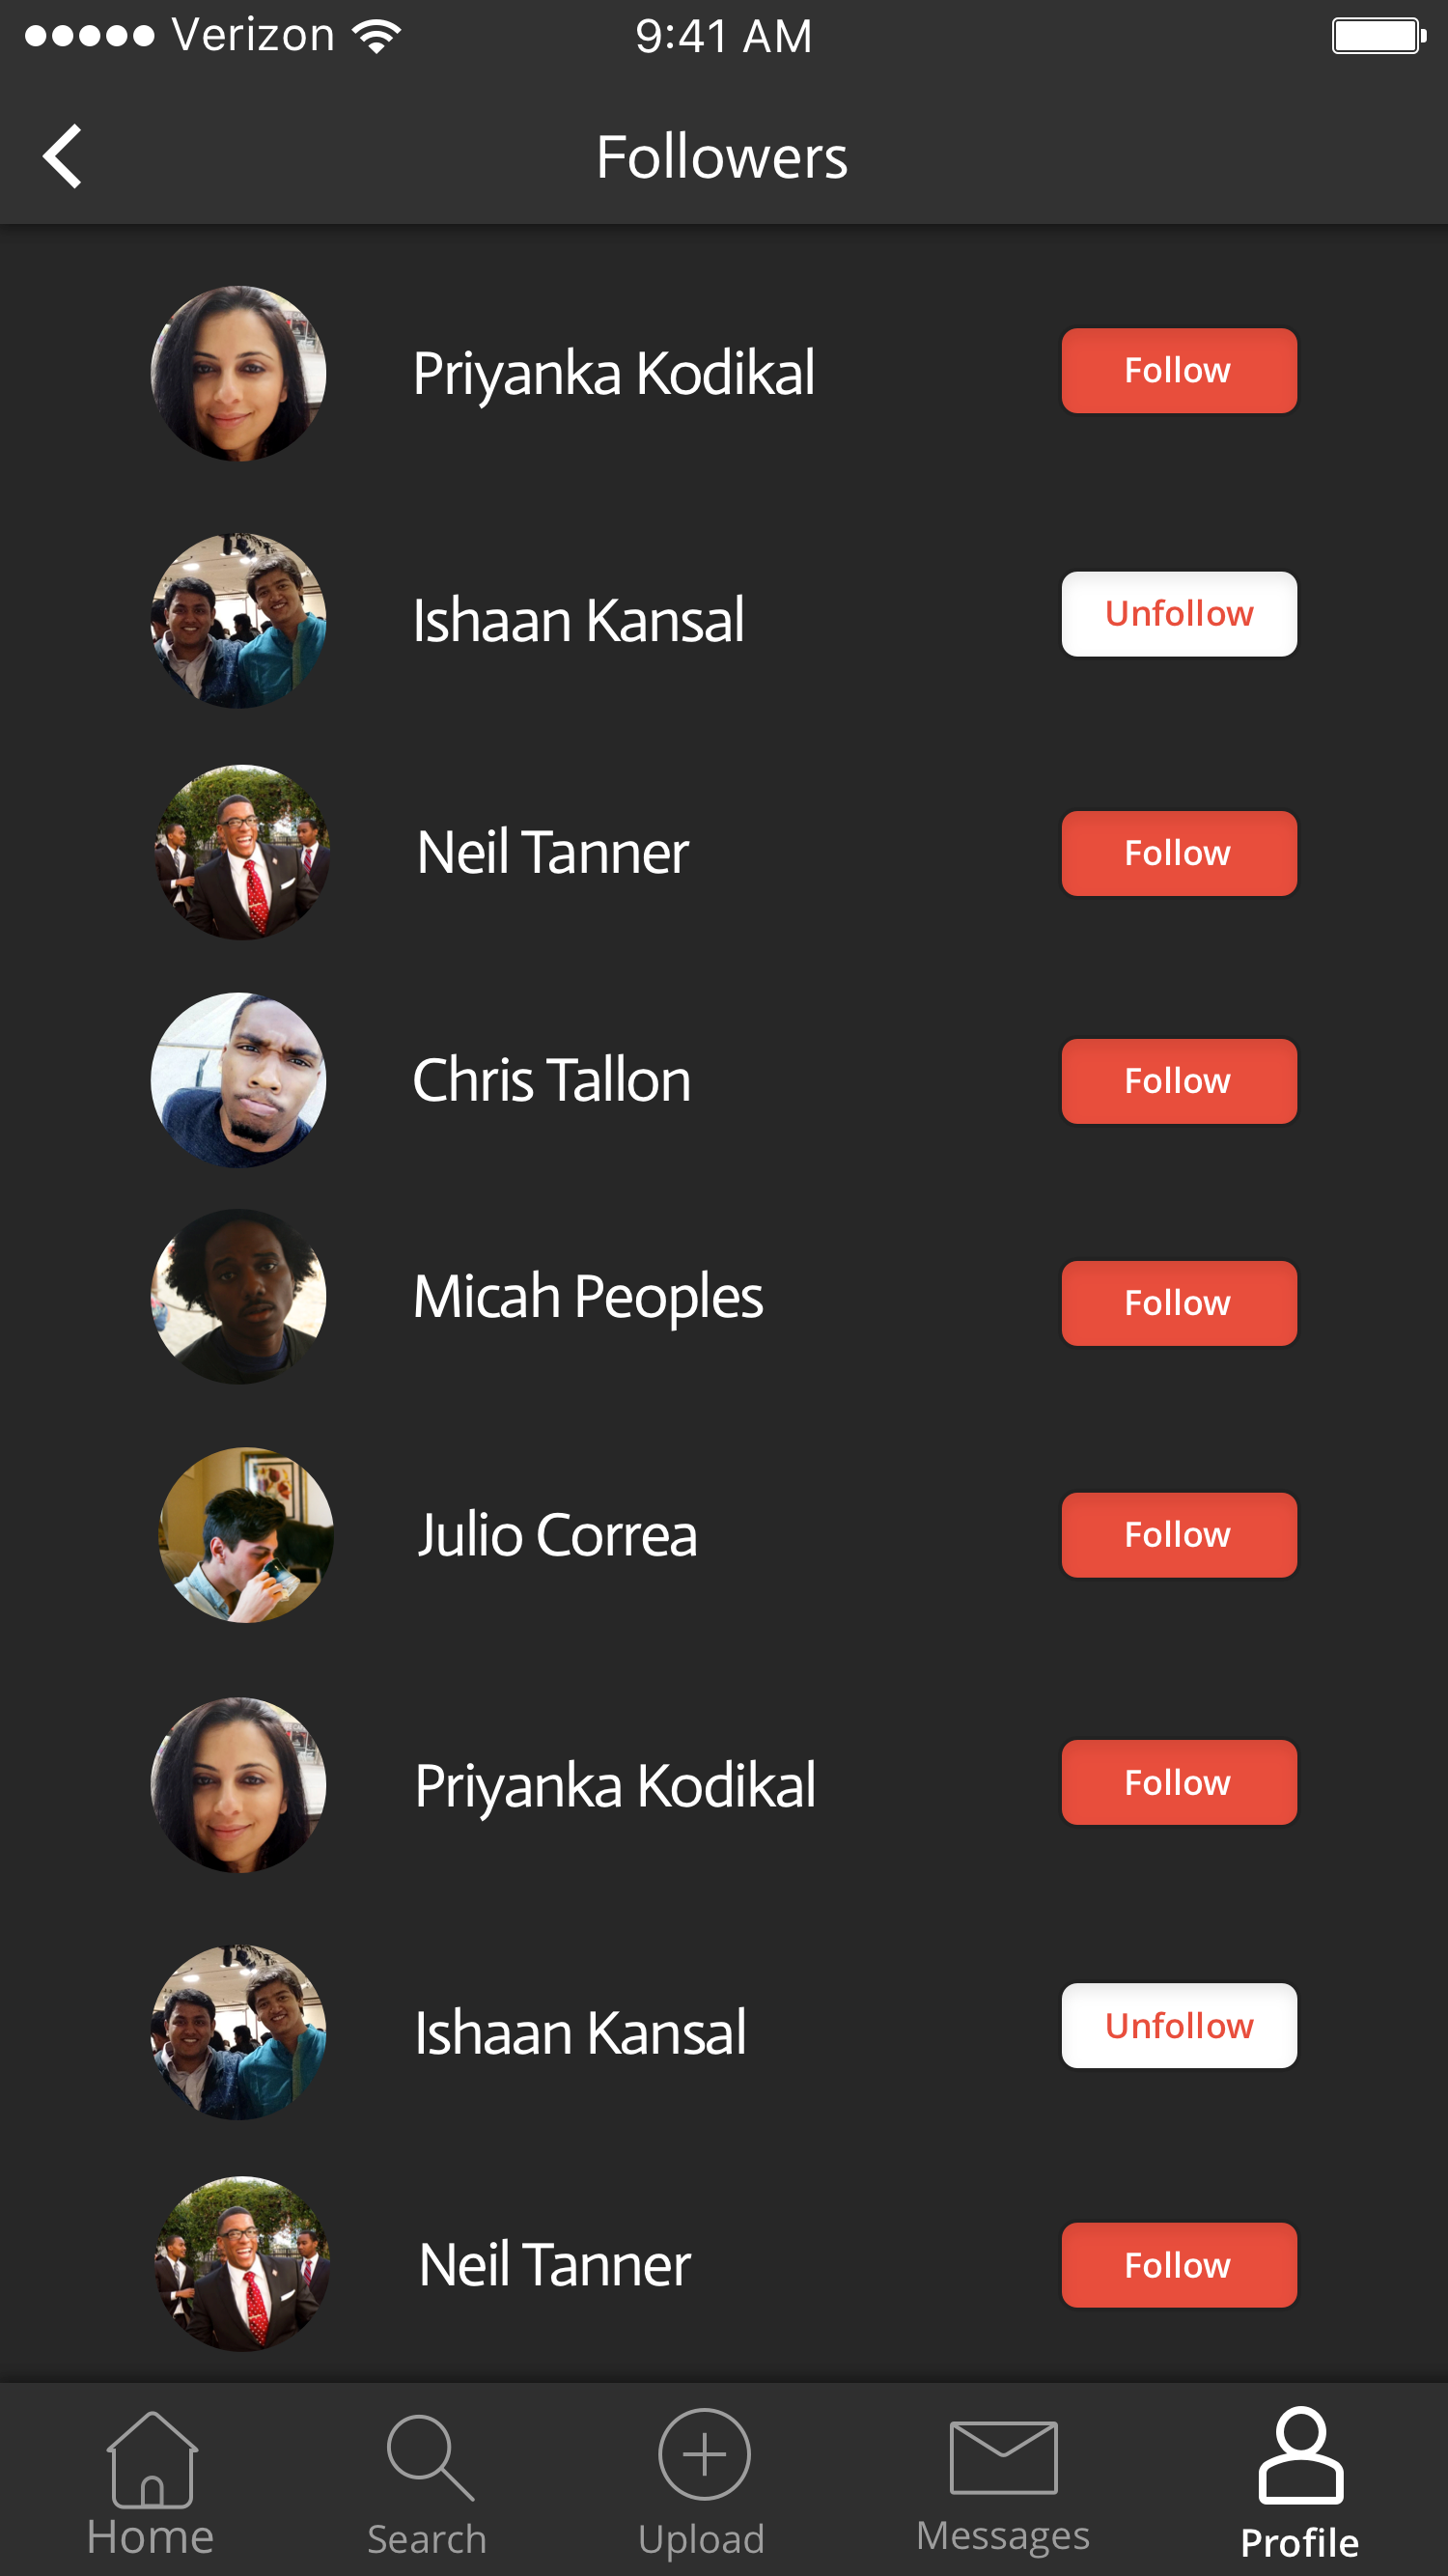 Verizon 9:41 AM
Followers
Priyanka Kodikal Follow
Ishaan Kansal Unfollow
Neil Tanner Follow
Chris Tallon Follow
Micah Peoples Follow
Julio Correa Follow
Priyanka Kodikal Follow
Ishaan Kansal Unfollow
Neil Tanner Follow
Home Search Upload Messages Profile